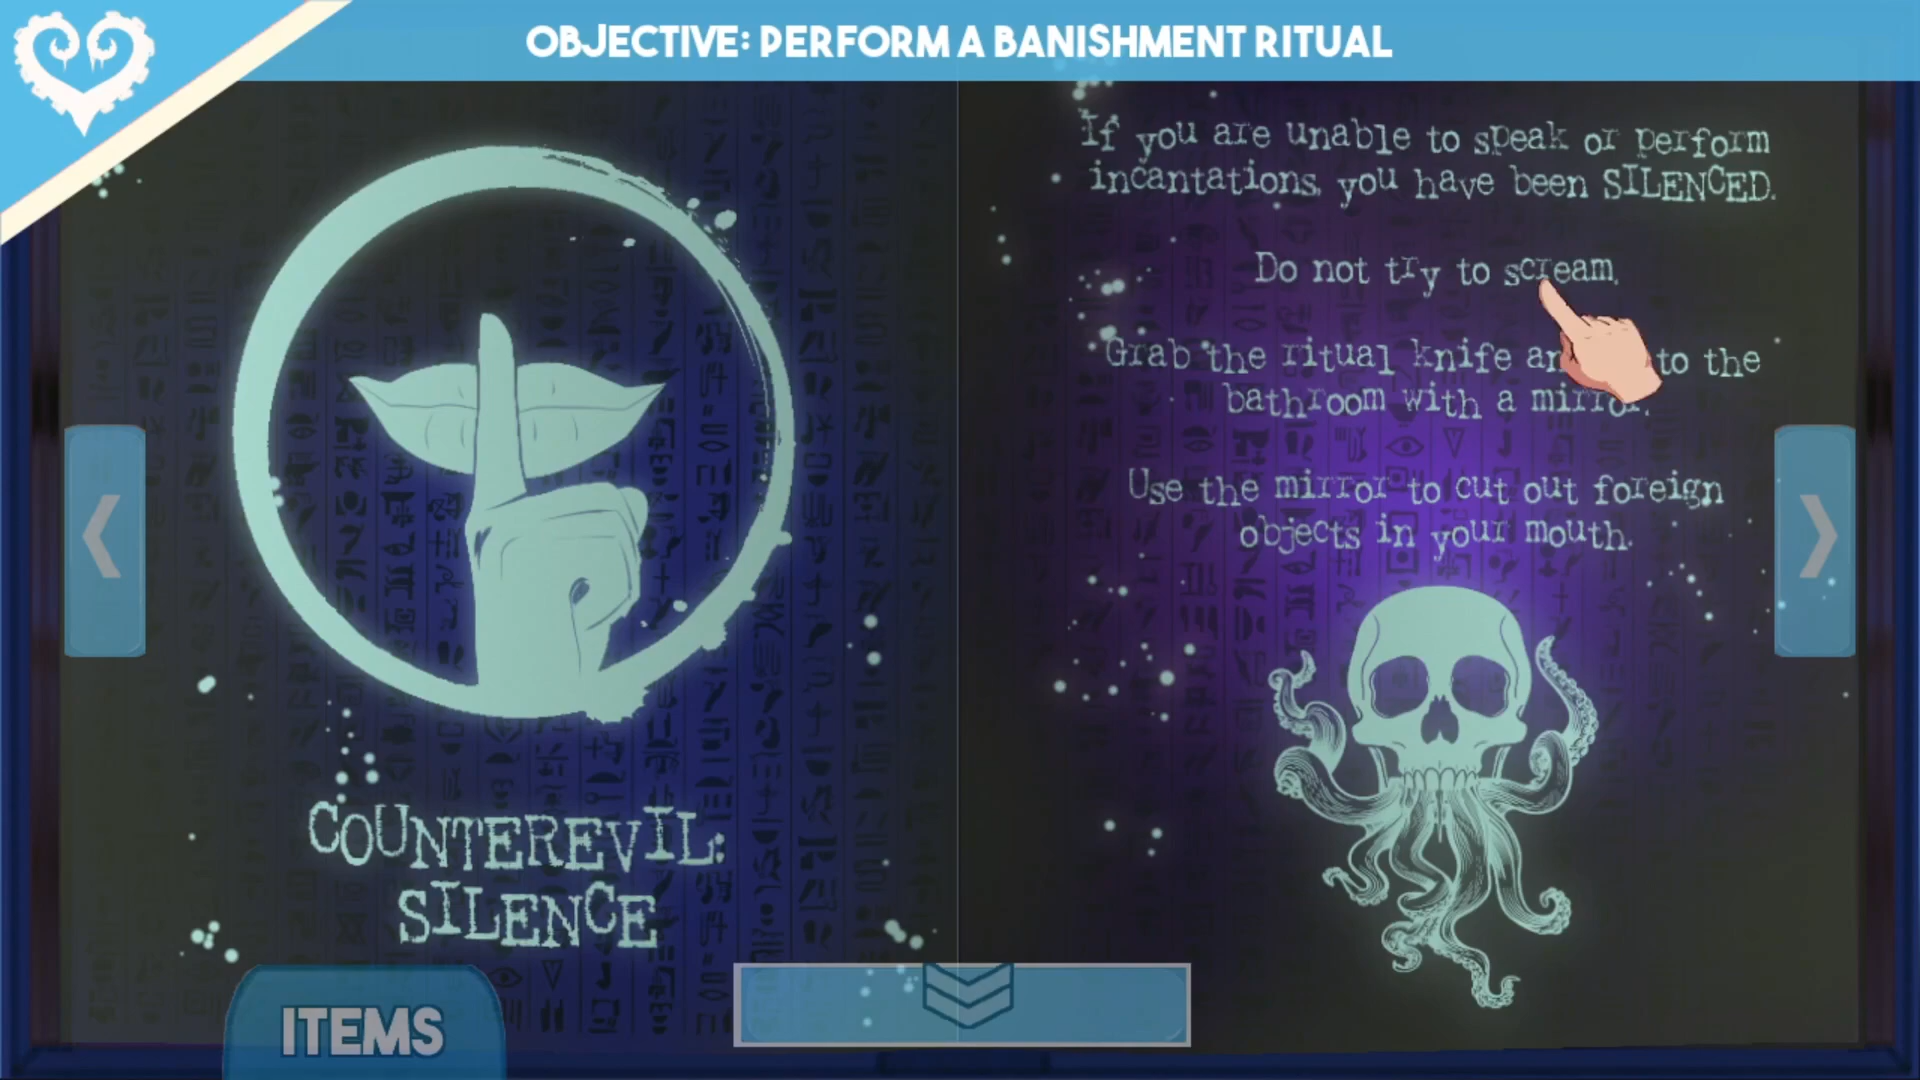 OBJECTIVE: PERFORM A BANISHMENT RITUAL
If you are unable to speak or perform
incantations, you have been SILENCED.
Do not try to scream.
Grab the ritual knife to the
bathroom with a mirror.
Use the mirror to cut out foreign
objects in your mouth.
COUNTEREVIL:
SILENCE
ITEMS